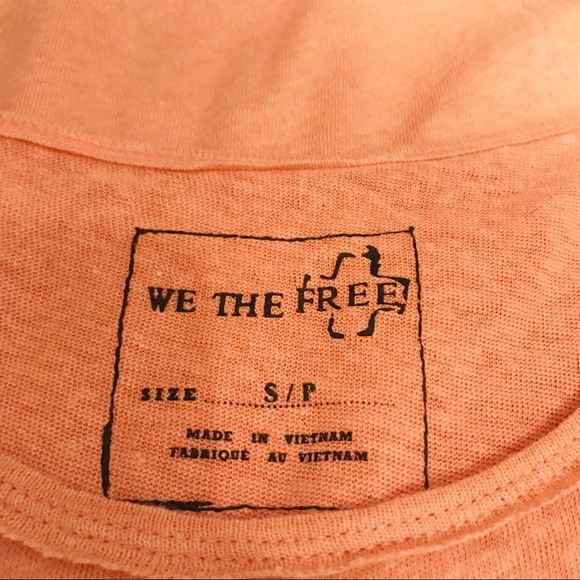 WE THE FREE
SIZE S/P
MADE IN VIETNAM
FABRIQUÉ AU VIETNAM